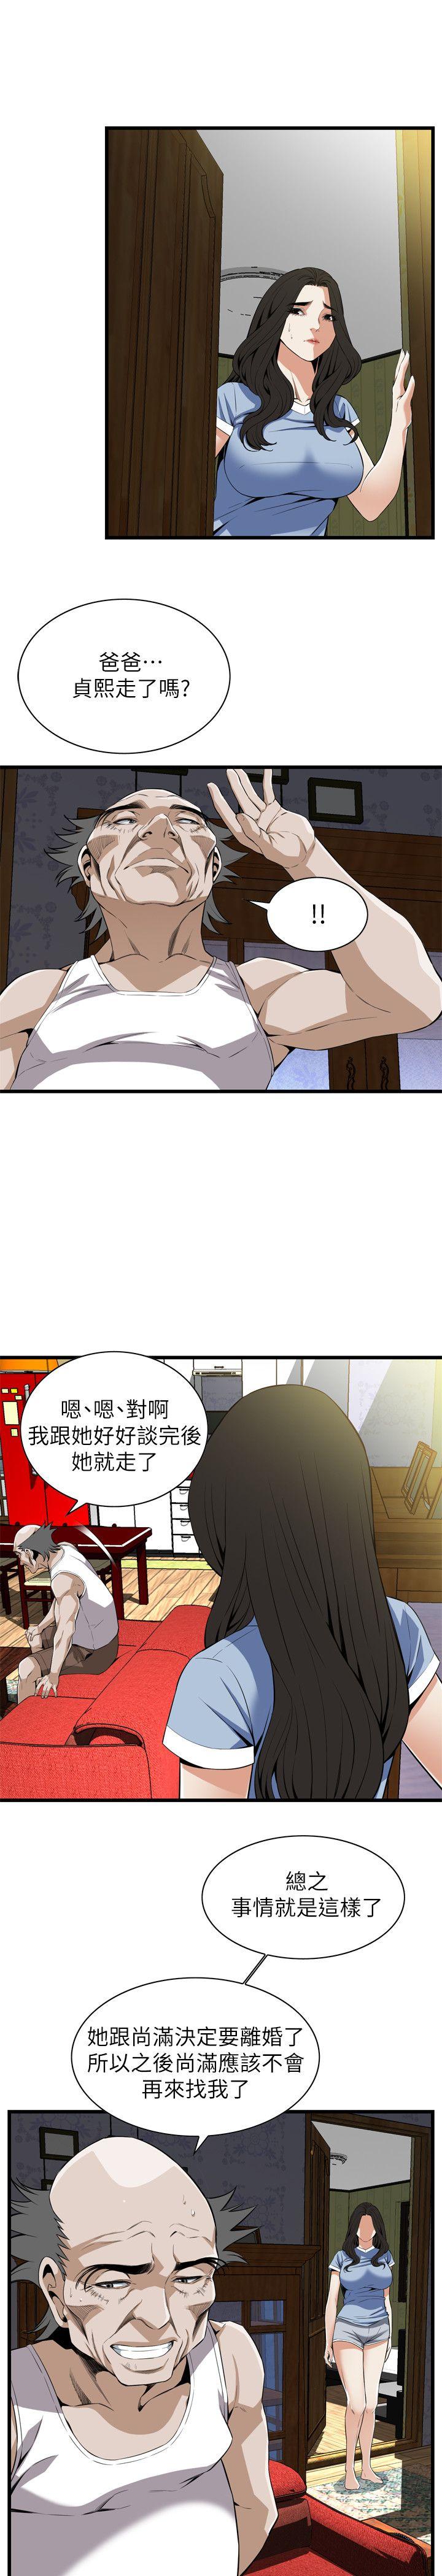 爸爸…
貞熙走了嗎?
!!
嗯、嗯、對啊
我跟她好好談完後
她就走了
總之
事情就是這樣了
她跟尚滿決定要離婚了
所以之後尚滿應該不會
再來找我了